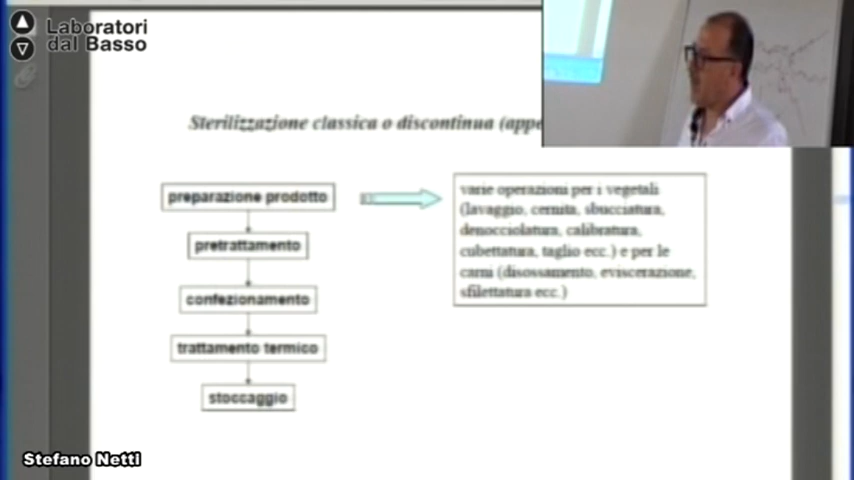 Laboratori
dal Basso
Sterilizzazione classica o discontinua (appe
preparazione prodotto
varie operazioni per i vegetali
(lavaggio, cernita, sbucciatura,
denocciolatura, calibratura,
cubettatura, taglio ecc.) e per le
carni (disossamento, eviscerazione,
sfilettatura ecc.)
pretrattamento
confezionamento
trattamento termico
stoccaggio
Stefano Netti